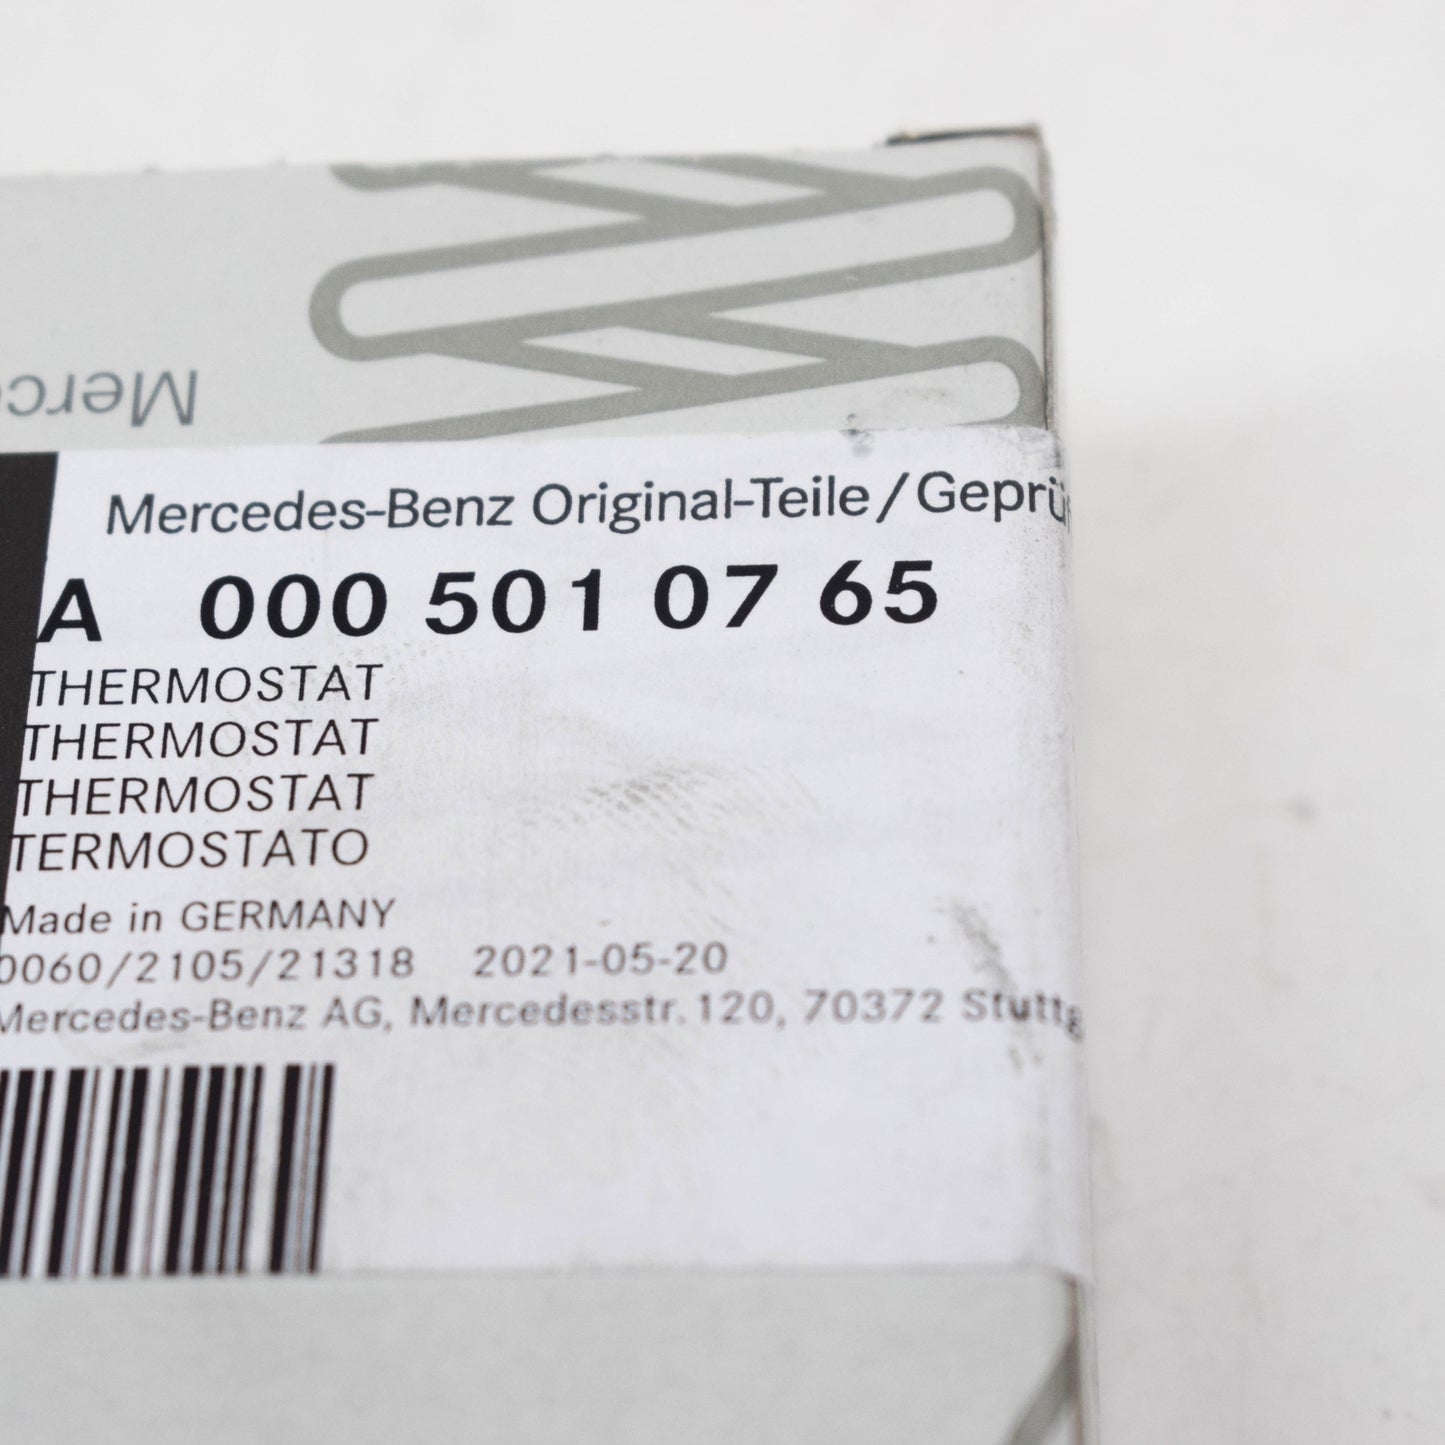 Merc
Mercedes-Benz Original-Teile/Geprü
A 000 501 07 65
THERMOSTAT
THERMOSTAT
THERMOSTAT
TERMOSTATO
Made in GERMANY
0060/2105/21318 2021-05-20
Mercedes-Benz AG, Mercedesstr. 120, 70372 Stuttg